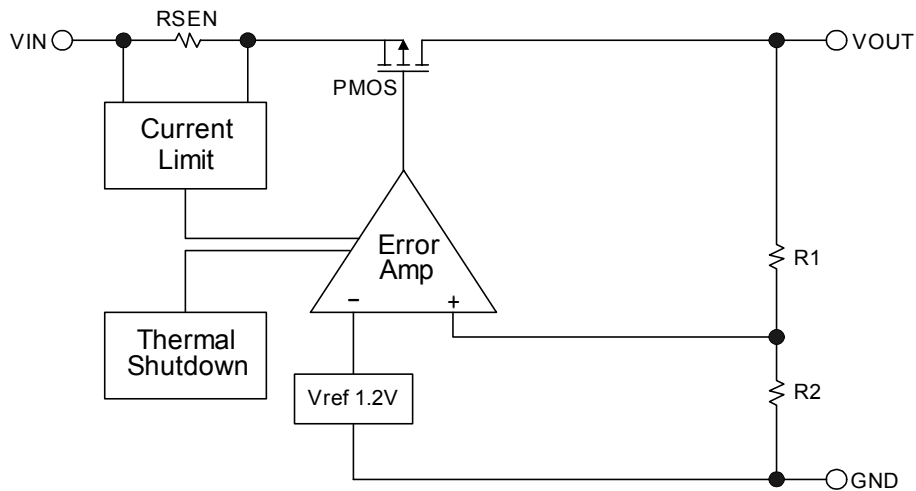 RSEN
VIN
VOUT
PMOS
Current
Limit
Error
Amp
R1
- +
Thermal
Shutdown
Vref 1.2V
R2
GND